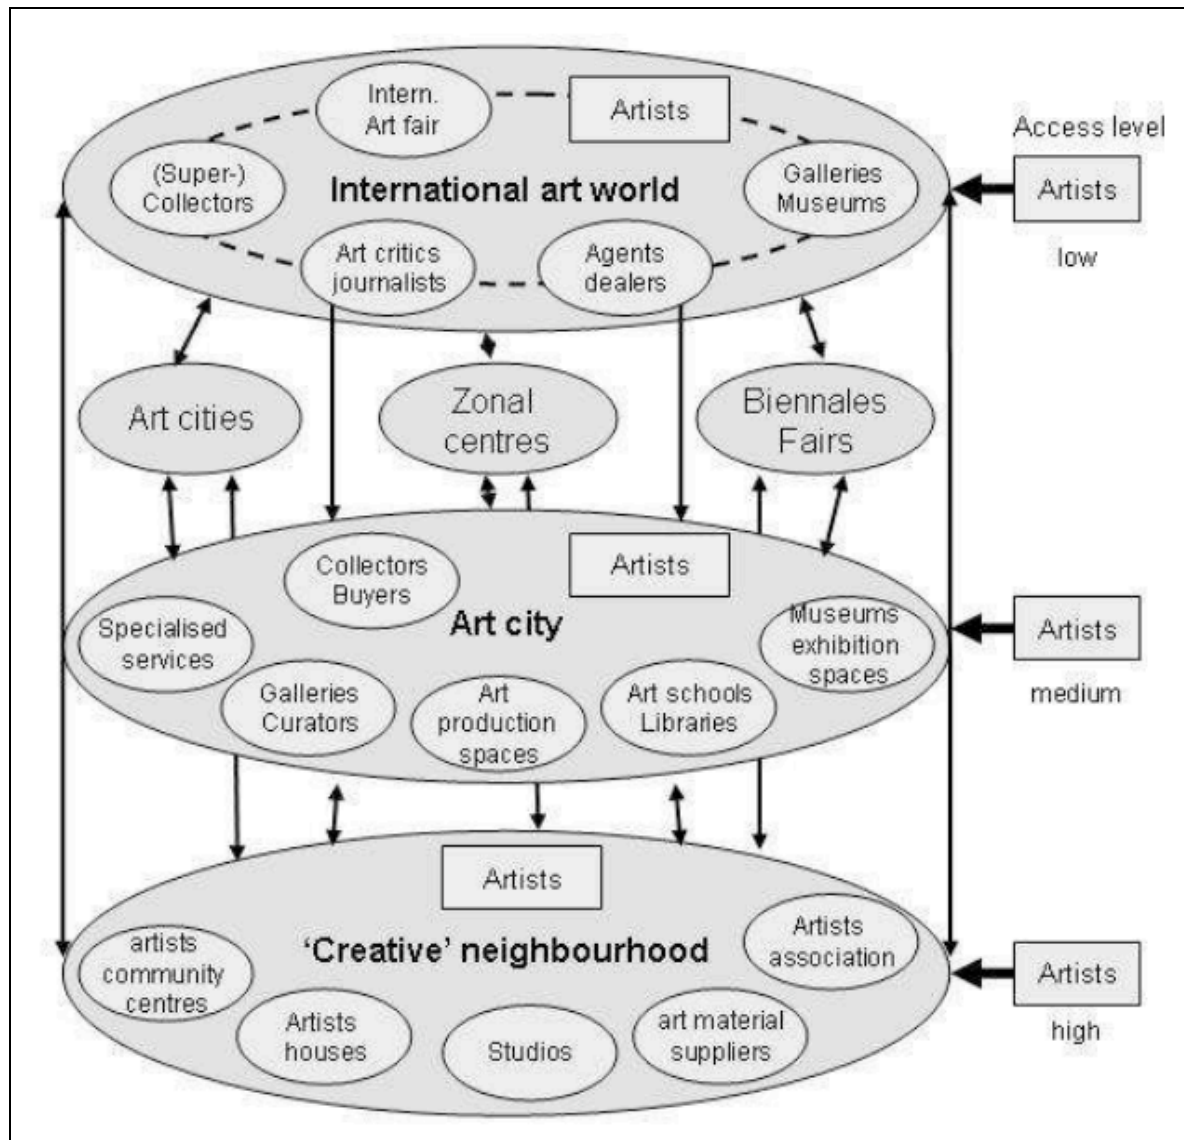 Intern.
Art fair
Artists
Access level
(Super-)
Collectors
International art world
Galleries
Museums
Artists
low
Art critics
journalists
Agents
dealers
Art cities
Zonal
centres
Biennales
Fairs
Collectors
Buyers
Artists
Specialised
services
Art city
Museums
exhibition
spaces
Artists
medium
Galleries
Curators
Art
production
spaces
Art schools
Libraries
Artists
artists
community
centres
'Creative' neighbourhood
Artists
association
Artists
high
Artists
houses
Studios
art material
suppliers